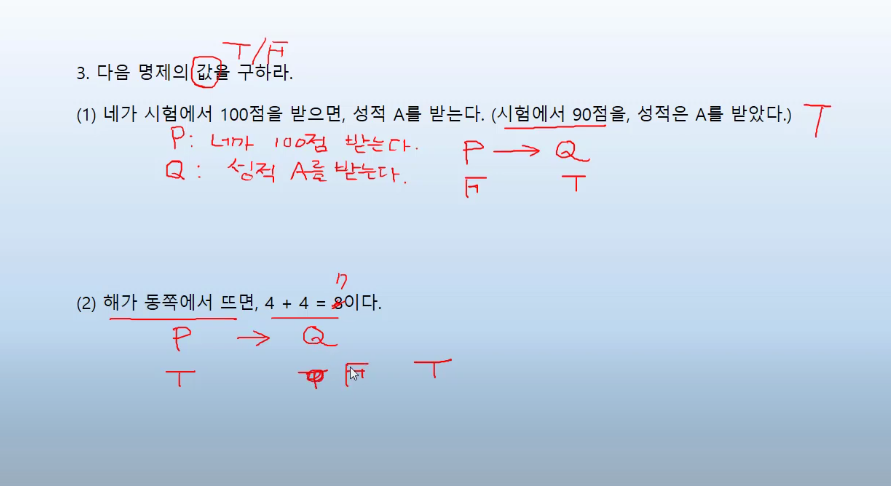 T/F
3. 다음 명제의 값을 구하라.
(1) 네가 시험에서 100점을 받으면, 성적 A를 받는다. (시험에서 90점을, 성적은 A를 받았다.) T
P: 네가 100점 받는다.
Q: 성적 A를 받는다.
P → Q
F T
7
(2) 해가 동쪽에서 뜨면, 4 + 4 = 8이다.
P → Q
T F T